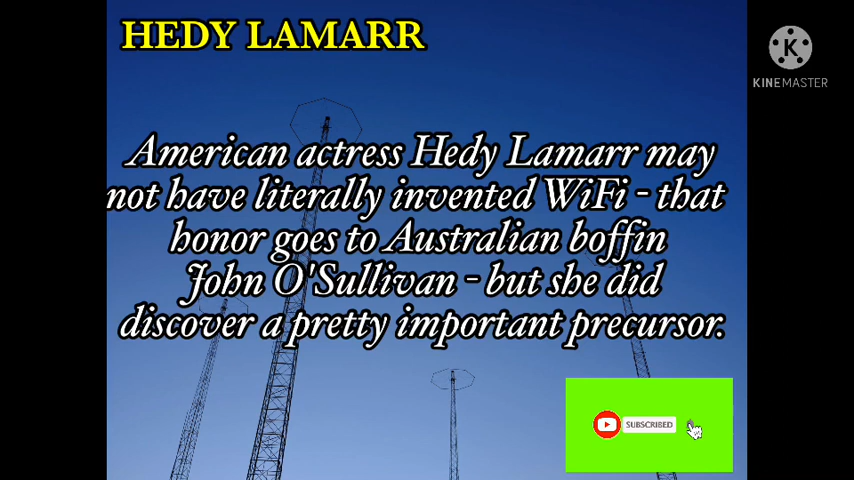 HEDY LAMARR
K
KINEMASTER
American actress Hedy Lamarr may
not have literally invented WiFi - that
honor goes to Australian boffin
John O'Sullivan - but she did
discover a pretty important precursor.
SUBSCRIBED